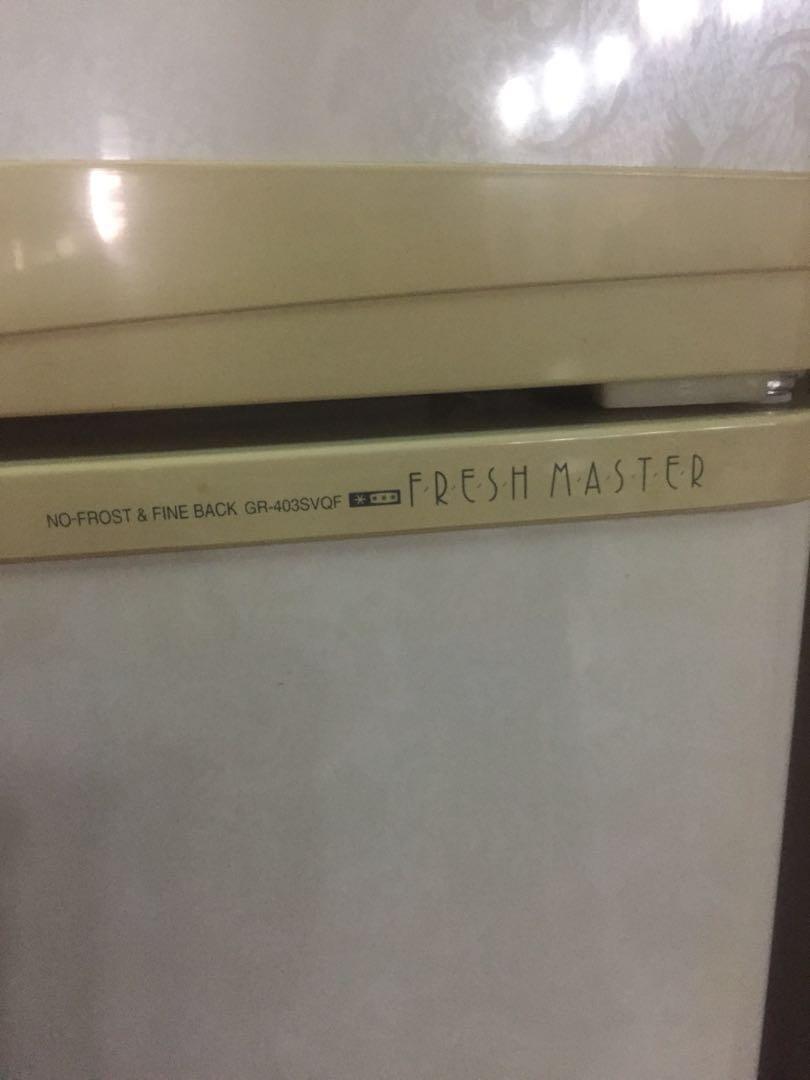 NO-FROST & FINE BACK GR-403SVQF FRESH MASTER